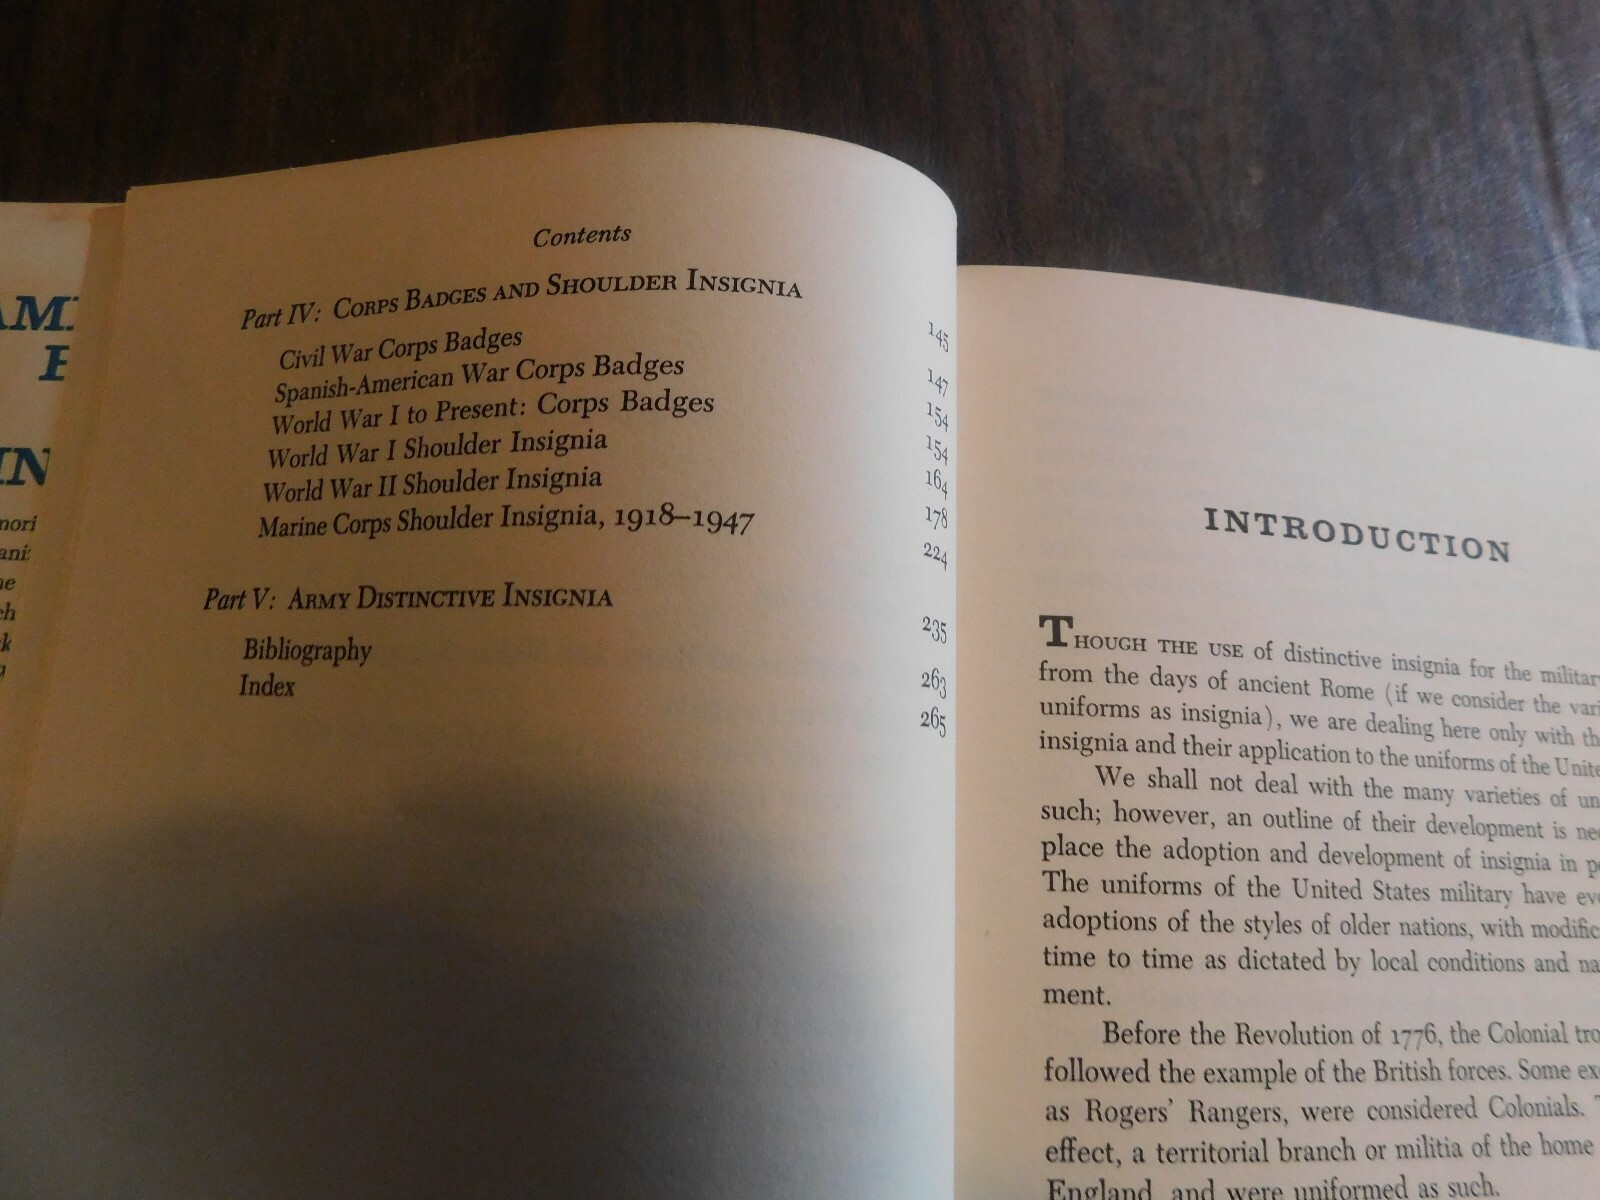 AM
IN
nori
ch
k
Contents
Part IV: CORPS BADGES AND SHOULDER INSIGNIA 145
Civil War Corps Badges 147
Spanish-American War Corps Badges 154
World War I to Present: Corps Badges 154
World War I Shoulder Insignia 164
World War II Shoulder Insignia 178
Marine Corps Shoulder Insignia, 1918–1947 224
Part V: ARMY DISTINCTIVE INSIGNIA 235
Bibliography 263
Index 265
INTRODUCTION
THOUGH THE USE of distinctive insignia for the military
from the days of ancient Rome (if we consider the vari
uniforms as insignia), we are dealing here only with th
insignia and their application to the uniforms of the Unite
We shall not deal with the many varieties of un
such; however, an outline of their development is nec
place the adoption and development of insignia in p
The uniforms of the United States military have evo
adoptions of the styles of older nations, with modific
time to time as dictated by local conditions and na
ment.
Before the Revolution of 1776, the Colonial tro
followed the example of the British forces. Some ex
as Rogers' Rangers, were considered Colonials. T
effect, a territorial branch or militia of the home
England, and were uniformed as such.